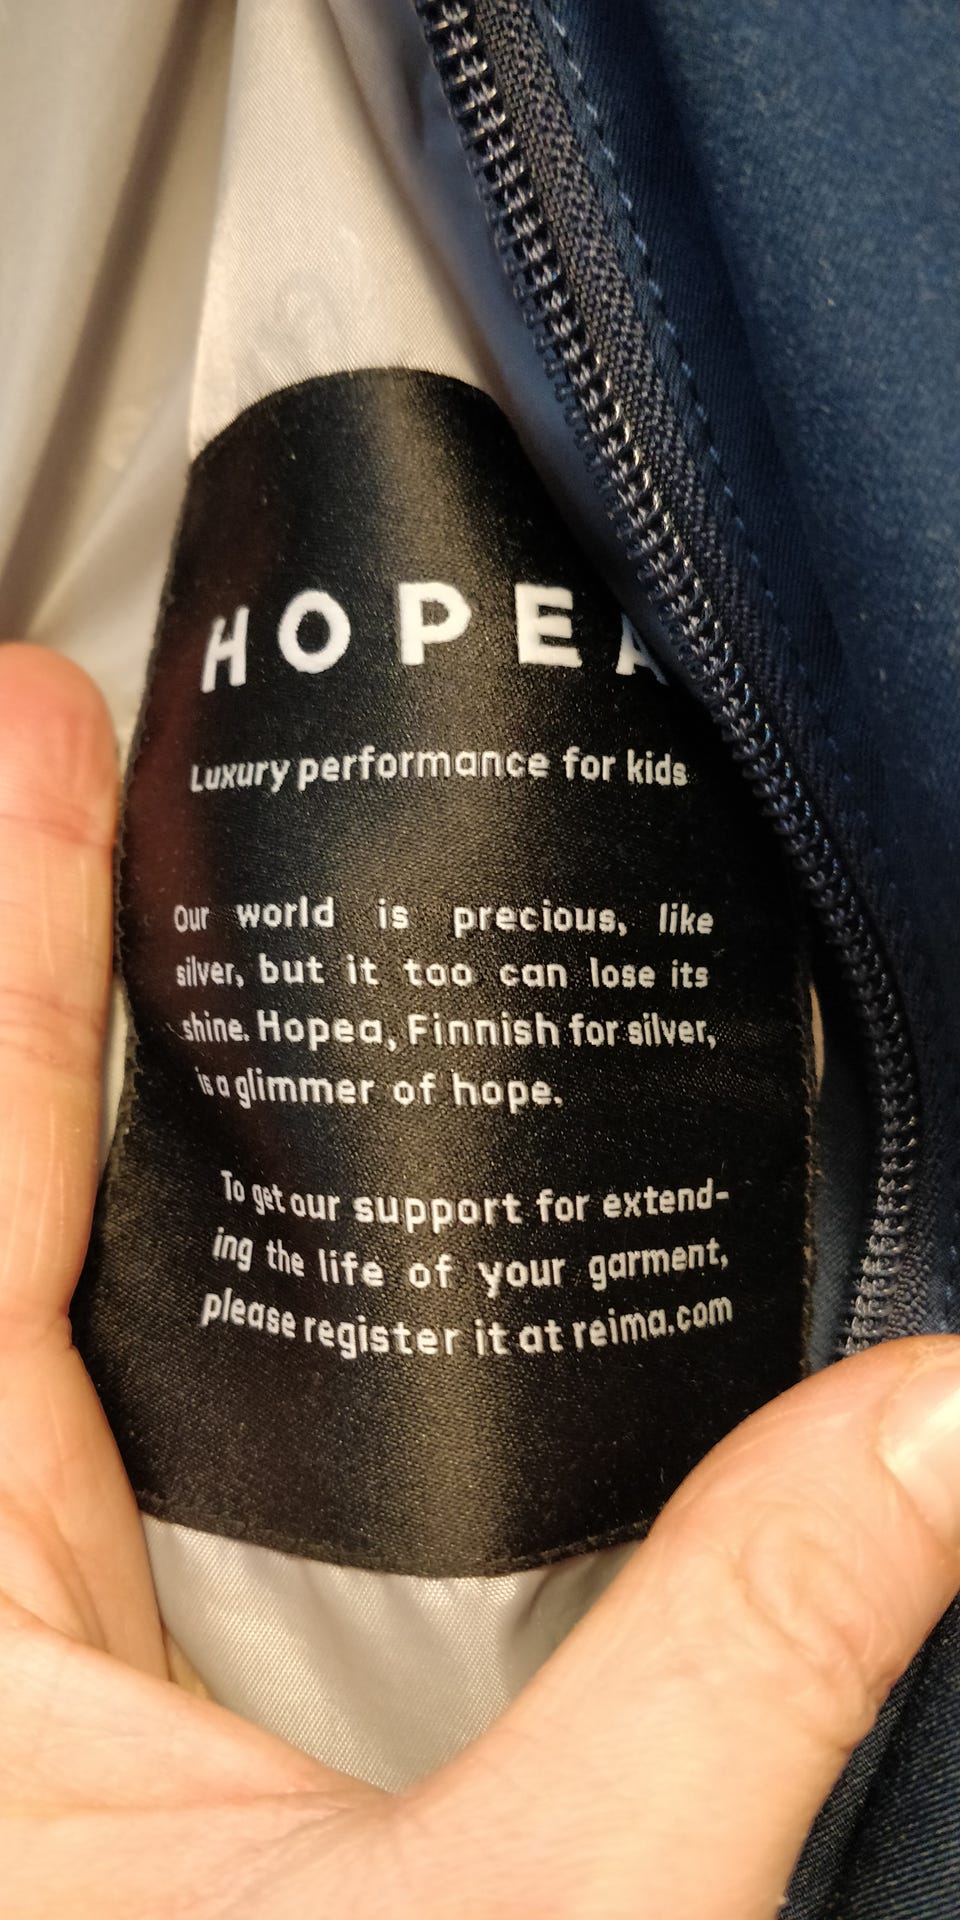 HOPEA
Luxury performance for kids
Our world is precious, like
silver, but it too can lose its
shine. Hopea, Finnish for silver,
is a glimmer of hope.
To get our support for extend-
ing the life of your garment,
please register it at reima.com